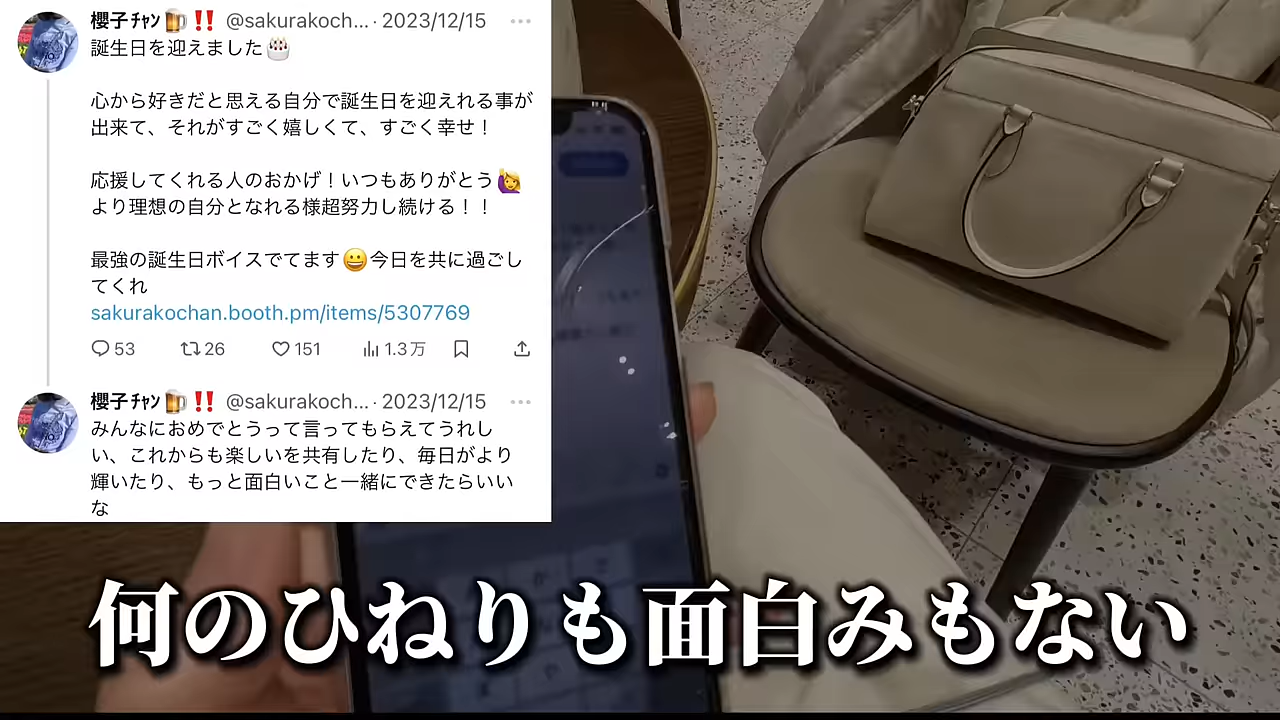 櫻子ﾁｬﾝ🍺‼️ @sakurakoch... · 2023/12/15
誕生日を迎えました🎂
心から好きだと思える自分で誕生日を迎えれる事が
出来て、それがすごく嬉しくて、すごく幸せ！
応援してくれる人のおかげ！いつもありがとう🙋‍♀️
より理想の自分となれる様超努力し続ける！！
最強の誕生日ボイスでてます😀今日を共に過ごし
てくれ
sakurakochan.booth.pm/items/5307769
53 26 151 1.3万
櫻子ﾁｬﾝ🍺‼️ @sakurakoch... · 2023/12/15
みんなにおめでとうって言ってもらえてうれし
い、これからも楽しいを共有したり、毎日がより
輝いたり、もっと面白いこと一緒にできたらいい
な
何のひねりも面白みもない